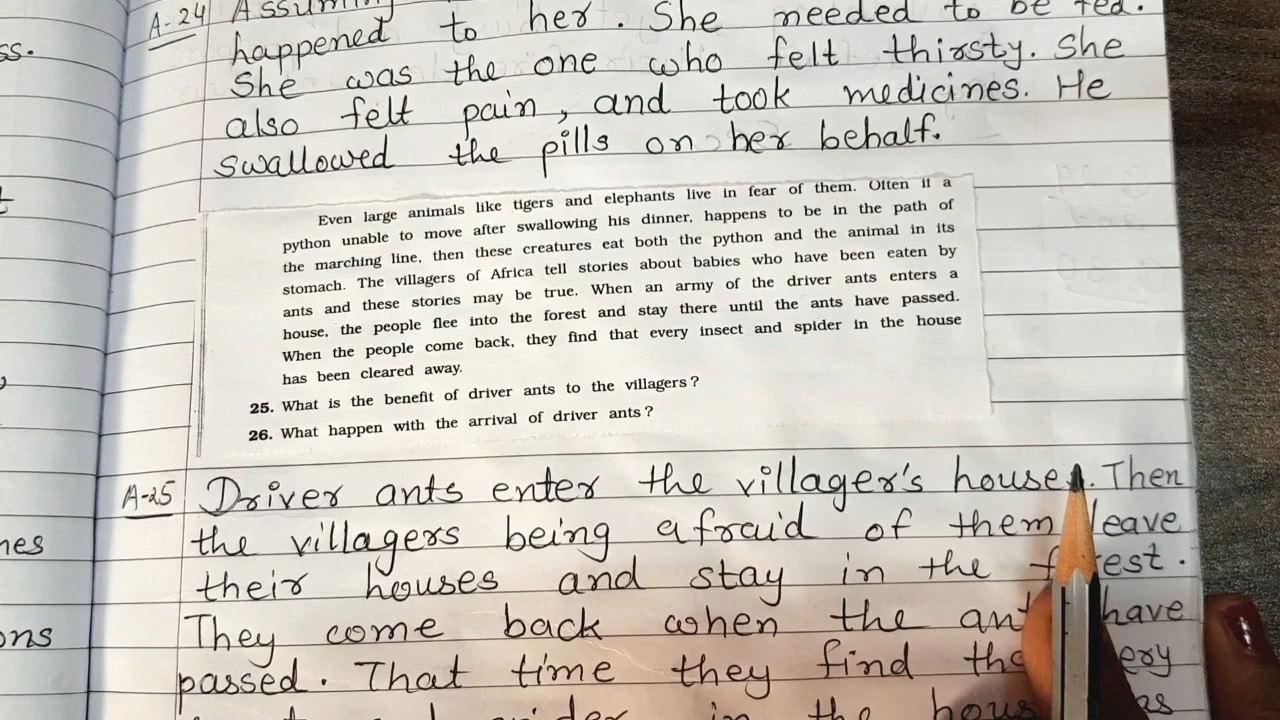 ss.
A-24
happened to her. She needed to be fed.
She was the one who felt thirsty. She
also felt pain, and took medicines. He
swallowed the pills on her behalf.
Even large animals like tigers and elephants live in fear of them. Often if a
python unable to move after swallowing his dinner, happens to be in the path of
the marching line, then these creatures eat both the python and the animal in its
stomach. The villagers of Africa tell stories about babies who have been eaten by
ants and these stories may be true. When an army of the driver ants enters a
house, the people flee into the forest and stay there until the ants have passed.
When the people come back, they find that every insect and spider in the house
has been cleared away.
25. What is the benefit of driver ants to the villagers?
26. What happen with the arrival of driver ants?
A-25 Driver ants enter the villager's house. Then
the villagers being afraid of them leave
their houses and stay in the
They come back when the have
passed. That time they find
in the